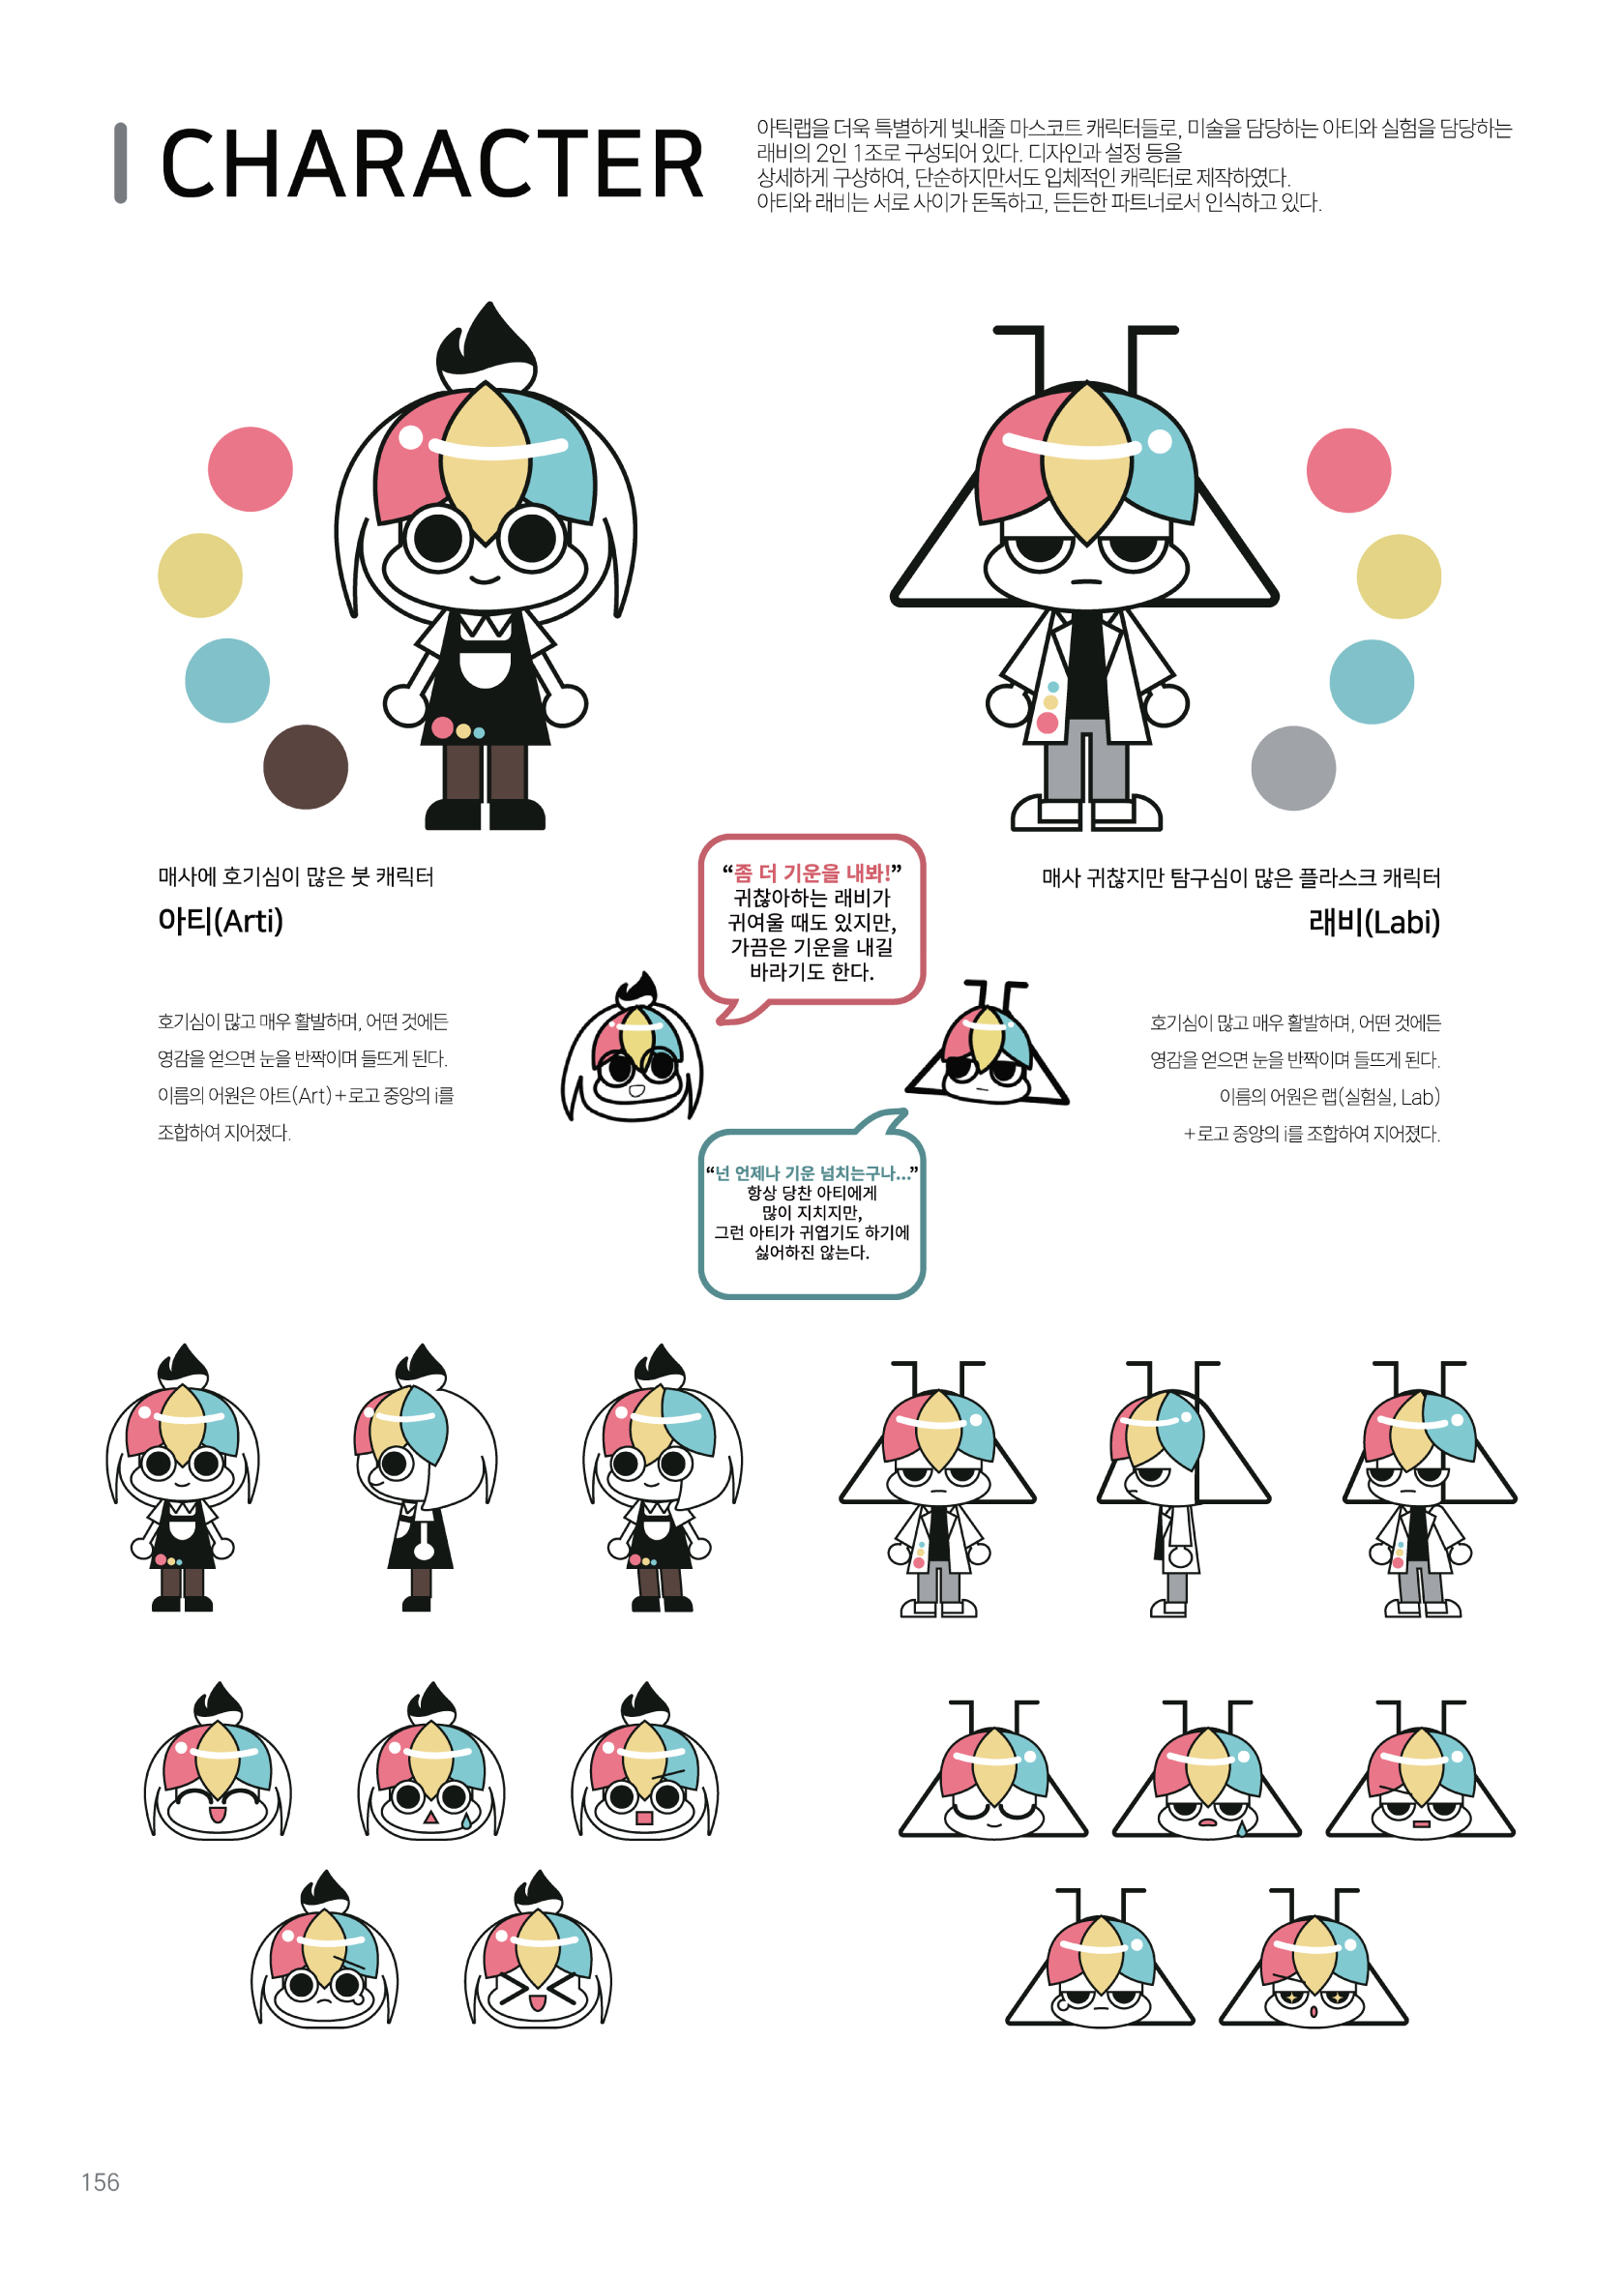 CHARACTER
아틱랩을 더욱 특별하게 빛내줄 마스코트 캐릭터들로, 미술을 담당하는 아티와 실험을 담당하는
래비의 2인 1조로 구성되어 있다. 디자인과 설정 등을
상세하게 구상하여, 단순하지만서도 입체적인 캐릭터로 제작하였다.
아티와 래비는 서로 사이가 돈독하고, 든든한 파트너로서 인식하고 있다.
매사에 호기심이 많은 붓 캐릭터
아티(Arti)
호기심이 많고 매우 활발하며, 어떤 것에든
영감을 얻으면 눈을 반짝이며 들뜨게 된다.
이름의 어원은 아트(Art)+로고 중앙의 i를
조합하여 지어졌다.
“좀 더 기운을 내봐!”
귀찮아하는 래비가
귀여울 때도 있지만,
가끔은 기운을 내길
바라기도 한다.
“넌 언제나 기운 넘치는구나...”
항상 당찬 아티에게
많이 지치지만,
그런 아티가 귀엽기도 하기에
싫어하진 않는다.
매사 귀찮지만 탐구심이 많은 플라스크 캐릭터
래비(Labi)
호기심이 많고 매우 활발하며, 어떤 것에든
영감을 얻으면 눈을 반짝이며 들뜨게 된다.
이름의 어원은 랩(실험실, Lab)
+로고 중앙의 i를 조합하여 지어졌다.
156